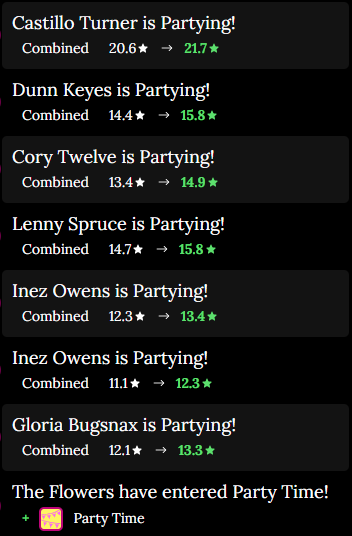 Castillo Turner is Partying!
Combined 20.6★ → 21.7★
Dunn Keyes is Partying!
Combined 14.4★ → 15.8★
Cory Twelve is Partying!
Combined 13.4★ → 14.9★
Lenny Spruce is Partying!
Combined 14.7★ → 15.8★
Inez Owens is Partying!
Combined 12.3★ → 13.4★
Inez Owens is Partying!
Combined 11.1★ → 12.3★
Gloria Bugsnax is Partying!
Combined 12.1★ → 13.3★
The Flowers have entered Party Time!
+ Party Time